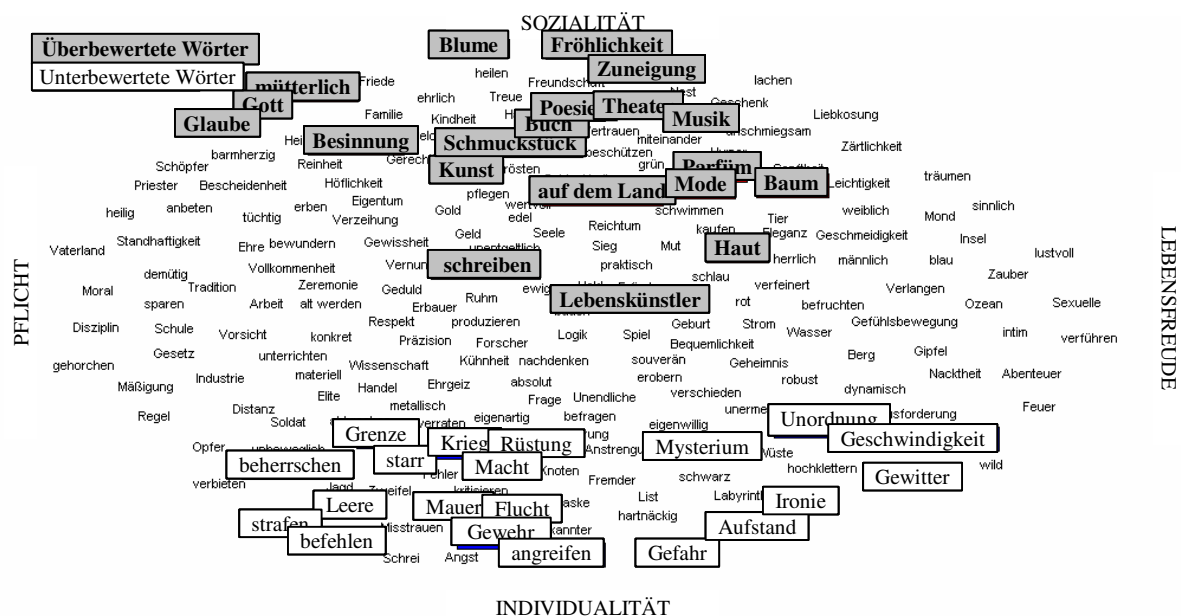 SOZIALITÄT
Überbewertete Wörter
Unterbewertete Wörter
Blume
Fröhlichkeit
Zuneigung
mütterlich
Friede
heilen
Freundschaft
lachen
Gott
ehrlich
Treue
Poesie
Theater
Geschenk
Glaube
Familie
Kindheit
Buch
Musik
Liebkosung
Besinnung
Schmuckstück
miteinander
anschmiegsam
Zärtlichkeit
barmherzig
beschützen
Schöpfer
Reinheit
Kunst
grün
Parfüm
Priester
Bescheidenheit
Höflichkeit
pflegen
auf dem Land
Mode
Baum
Leichtigkeit
träumen
heilig
anbeten
tüchtig
erben
Eigentum
Verzeihung
Gold
wertvoll
edel
Reichtum
schwimmen
kaufen
Tier
weiblich
Mond
sinnlich
Vaterland
Standhaftigkeit
Ehre
bewundern
Gewissheit
Geld
Seele
Sieg
Mut
Haut
Eleganz
Geschmeidigkeit
Insel
lustvoll
unentgeltlich
herrlich
männlich
blau
demütig
Vollkommenheit
schreiben
praktisch
schlau
Zauber
Moral
Tradition
Zeremonie
Geduld
ewig
verfeinert
Verlangen
sparen
Arbeit
alt werden
Erbauer
Ruhm
Lebenskünstler
rot
befruchten
Ozean
Sexuelle
Disziplin
Schule
Vorsicht
konkret
Respekt
Präzision
produzieren
Forscher
Logik
Spiel
Geburt
Strom
Wasser
Gefühlsbewegung
intim
verführen
Bequemlichkeit
gehorchen
Gesetz
unterrichten
Wissenschaft
Kühnheit
nachdenken
souverän
Geheimnis
Berg
Gipfel
Mäßigung
Industrie
materiell
Elite
Handel
Ehrgeiz
absolut
erobern
robust
dynamisch
Nacktheit
Abenteuer
Regel
Distanz
Soldat
metallisch
verraten
eigenartig
Frage
Unendliche
befragen
verschieden
eigenwillig
Unordnung
Feuer
Opfer
Grenze
Krieg
Rüstung
Mysterium
Geschwindigkeit
beherrschen
starr
Macht
Knoten
Fremder
schwarz
Wüste
hochklettern
Gewitter
wild
verbieten
Jagd
Zweifel
Fehler
kritisieren
Leere
Mauer
Flucht
List
hartnäckig
Labyrinth
Ironie
strafen
befehlen
Misstrauen
Gewehr
Aufstand
Schrei
Angst
angreifen
Gefahr
INDIVIDUALITÄT
PFLICHT
LEBENSFREUDE